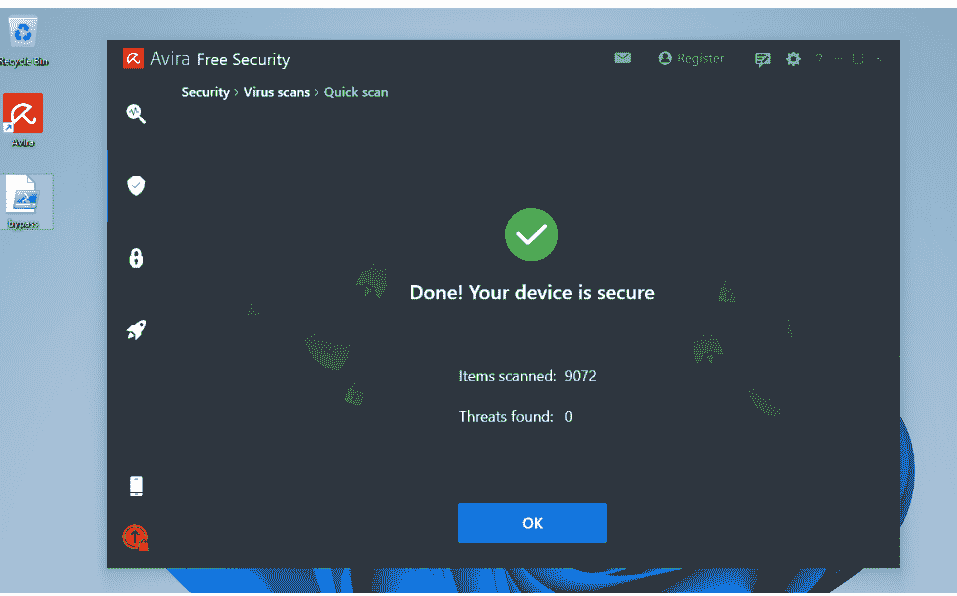 Recycle Bin
Avira
bypass
Avira Free Security
Register
?
Security › Virus scans › Quick scan
Done! Your device is secure
Items scanned: 9072
Threats found: 0
OK